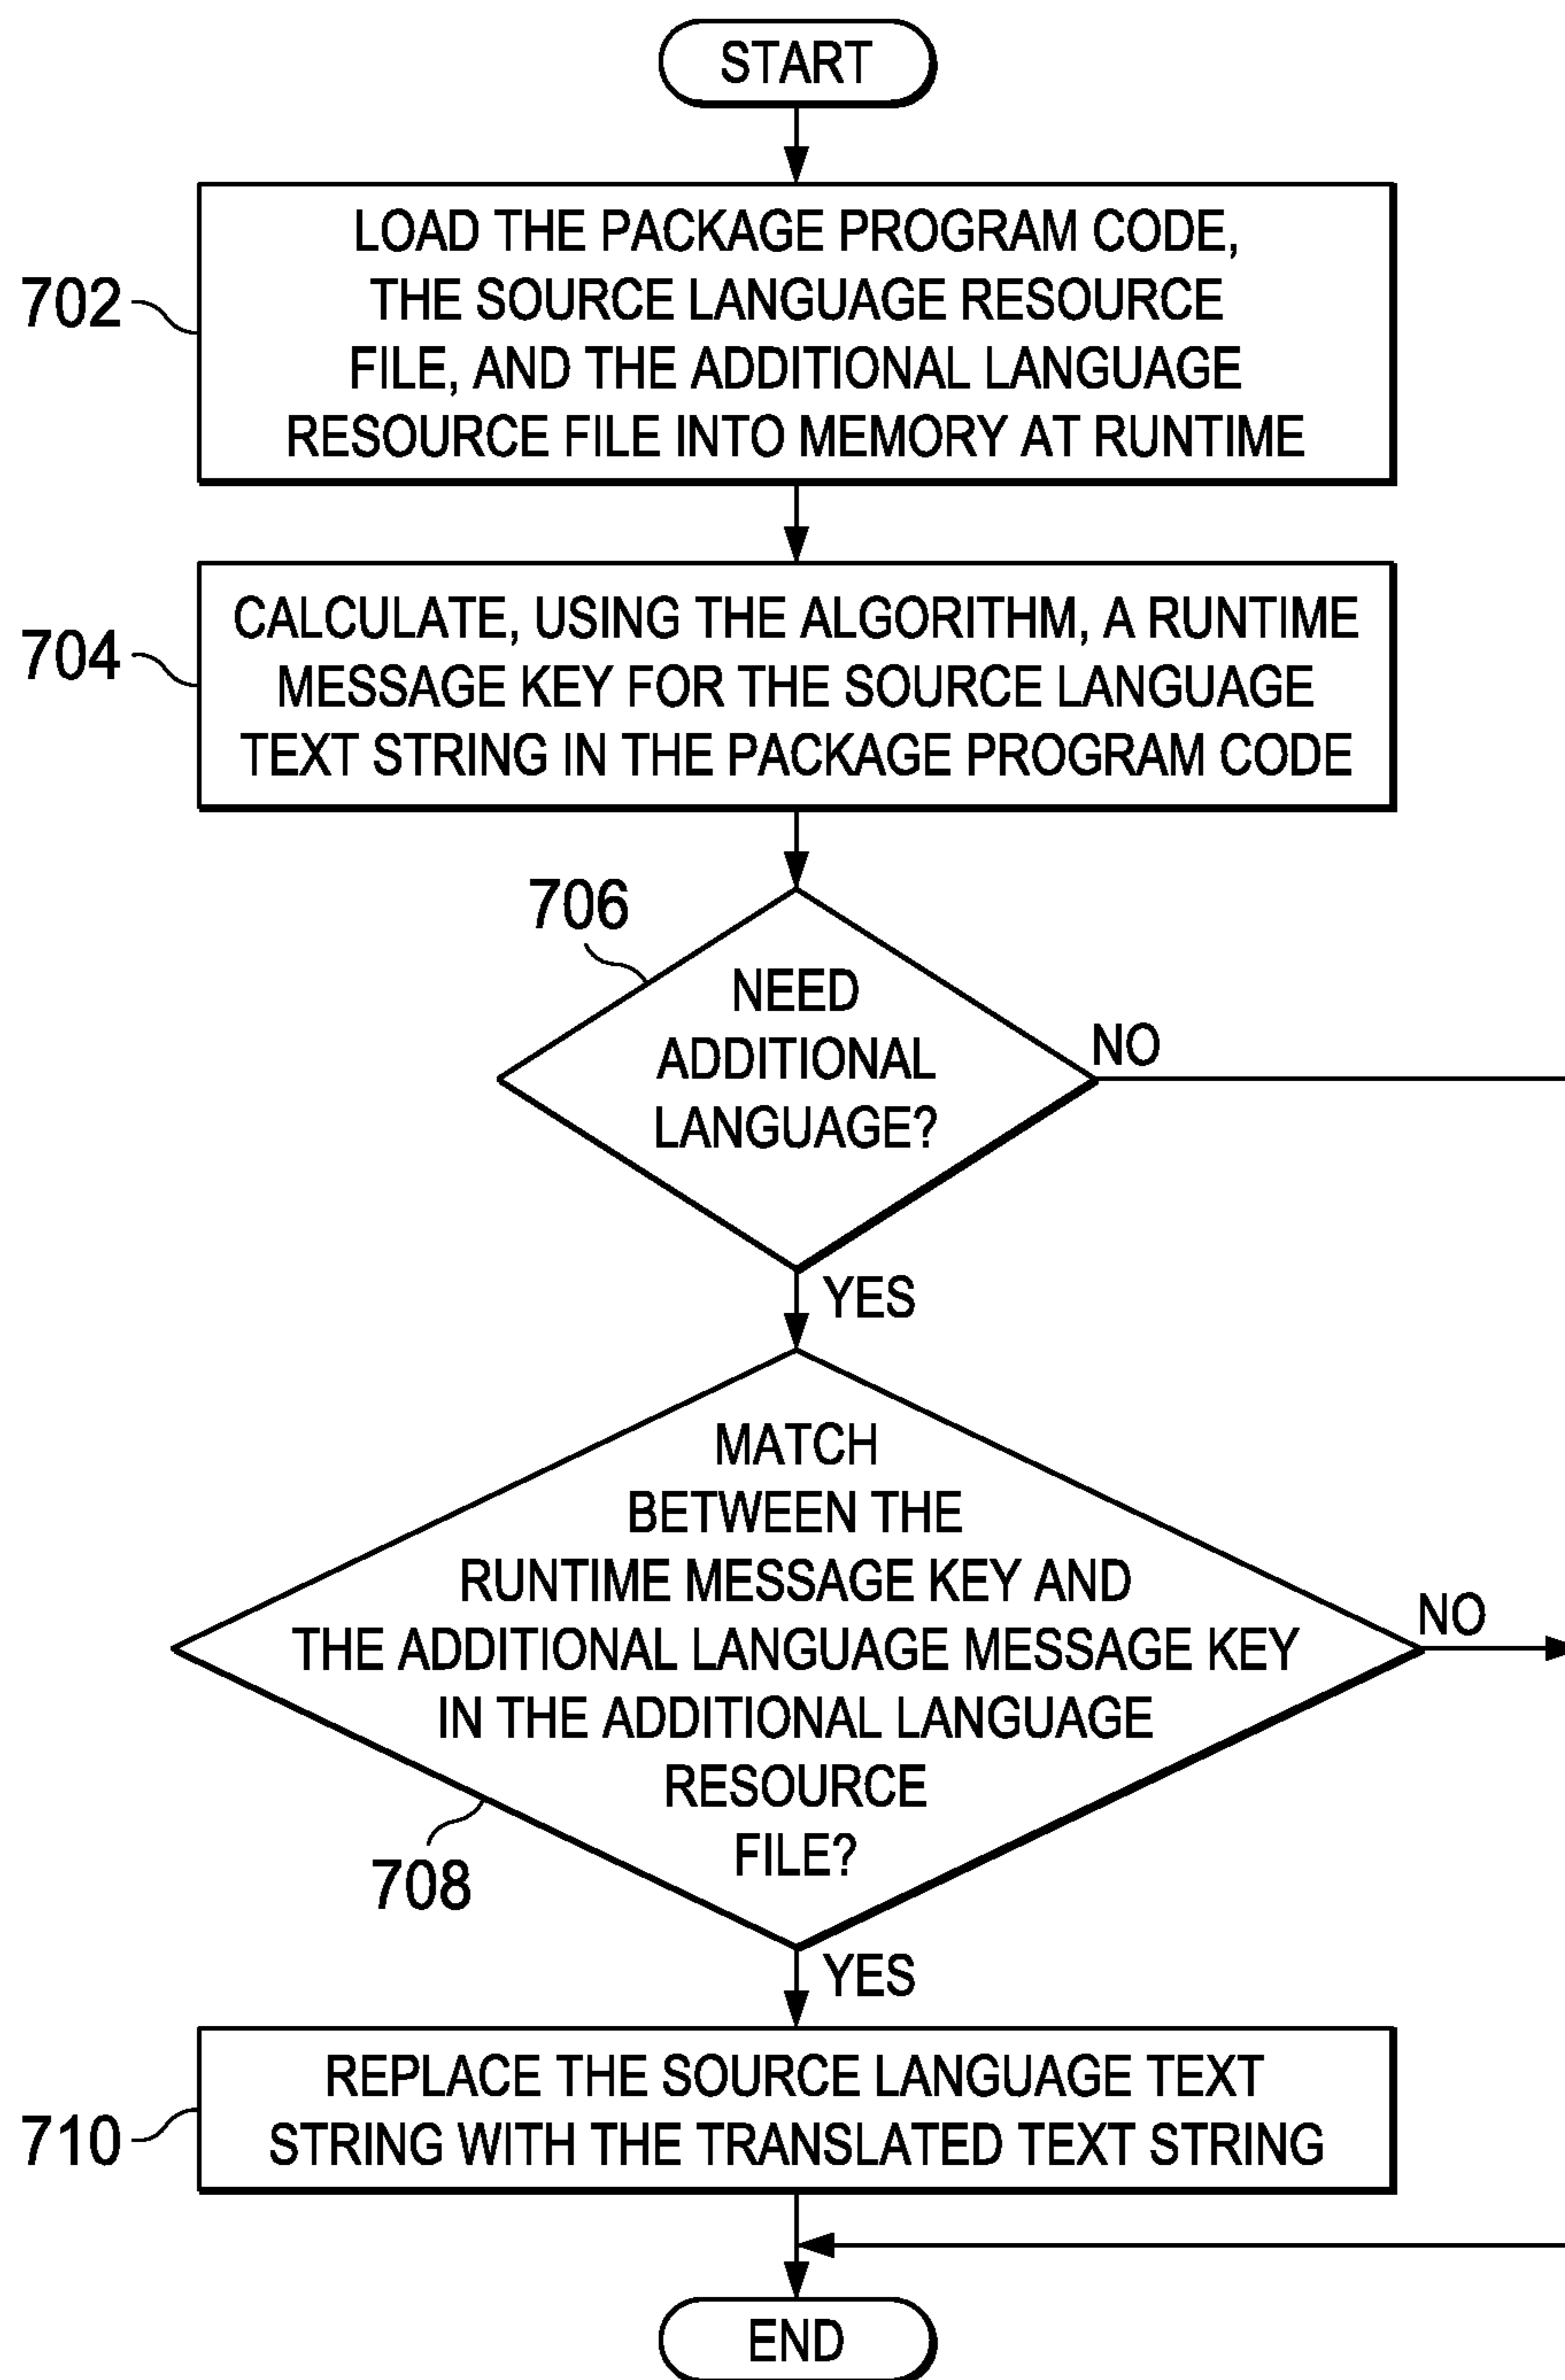 START
LOAD THE PACKAGE PROGRAM CODE,
THE SOURCE LANGUAGE RESOURCE
FILE, AND THE ADDITIONAL LANGUAGE
RESOURCE FILE INTO MEMORY AT RUNTIME
702
CALCULATE, USING THE ALGORITHM, A RUNTIME
MESSAGE KEY FOR THE SOURCE LANGUAGE
TEXT STRING IN THE PACKAGE PROGRAM CODE
704
706
NEED
ADDITIONAL
LANGUAGE?
NO
YES
MATCH
BETWEEN THE
RUNTIME MESSAGE KEY AND
THE ADDITIONAL LANGUAGE MESSAGE KEY
IN THE ADDITIONAL LANGUAGE
RESOURCE
FILE?
NO
708
YES
REPLACE THE SOURCE LANGUAGE TEXT
STRING WITH THE TRANSLATED TEXT STRING
710
END